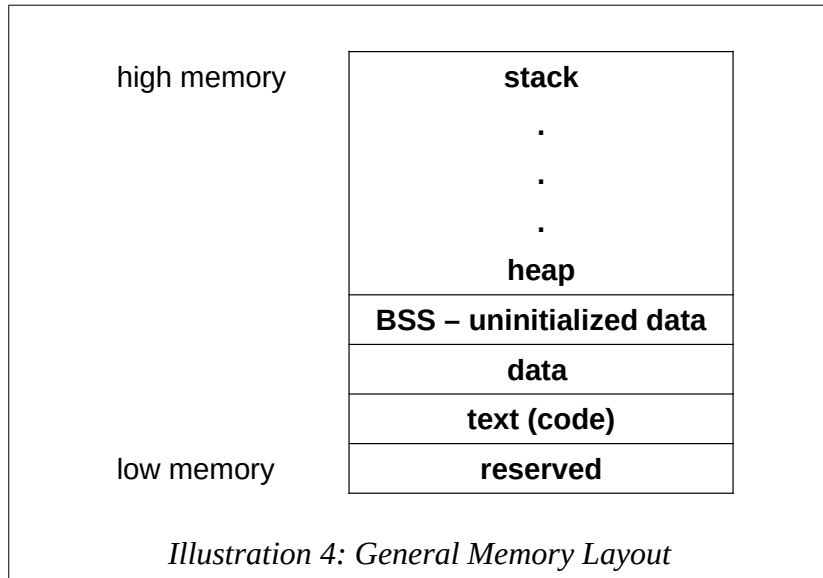 high memory
stack
.
.
.
heap
BSS – uninitialized data
data
text (code)
low memory
reserved
Illustration 4: General Memory Layout